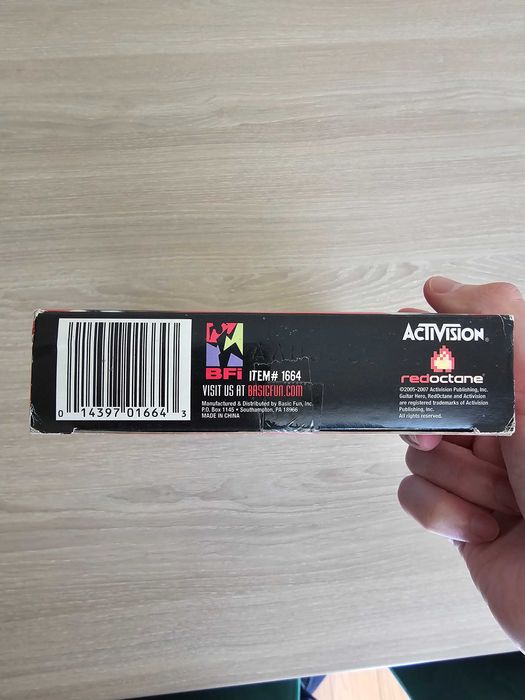 0 14397 01664 3
BFi ITEM# 1664
VISIT US AT BASICFUN.COM
Manufactured & Distributed by Basic Fun, Inc.
P.O. Box 1145 • Southampton, PA 18966
MADE IN CHINA
ACTIVISION®
redoctane™
©2005-2007 Activision Publishing, Inc.
Guitar Hero, RedOctane and Activision
are registered trademarks of Activision
Publishing, Inc.
All rights reserved.